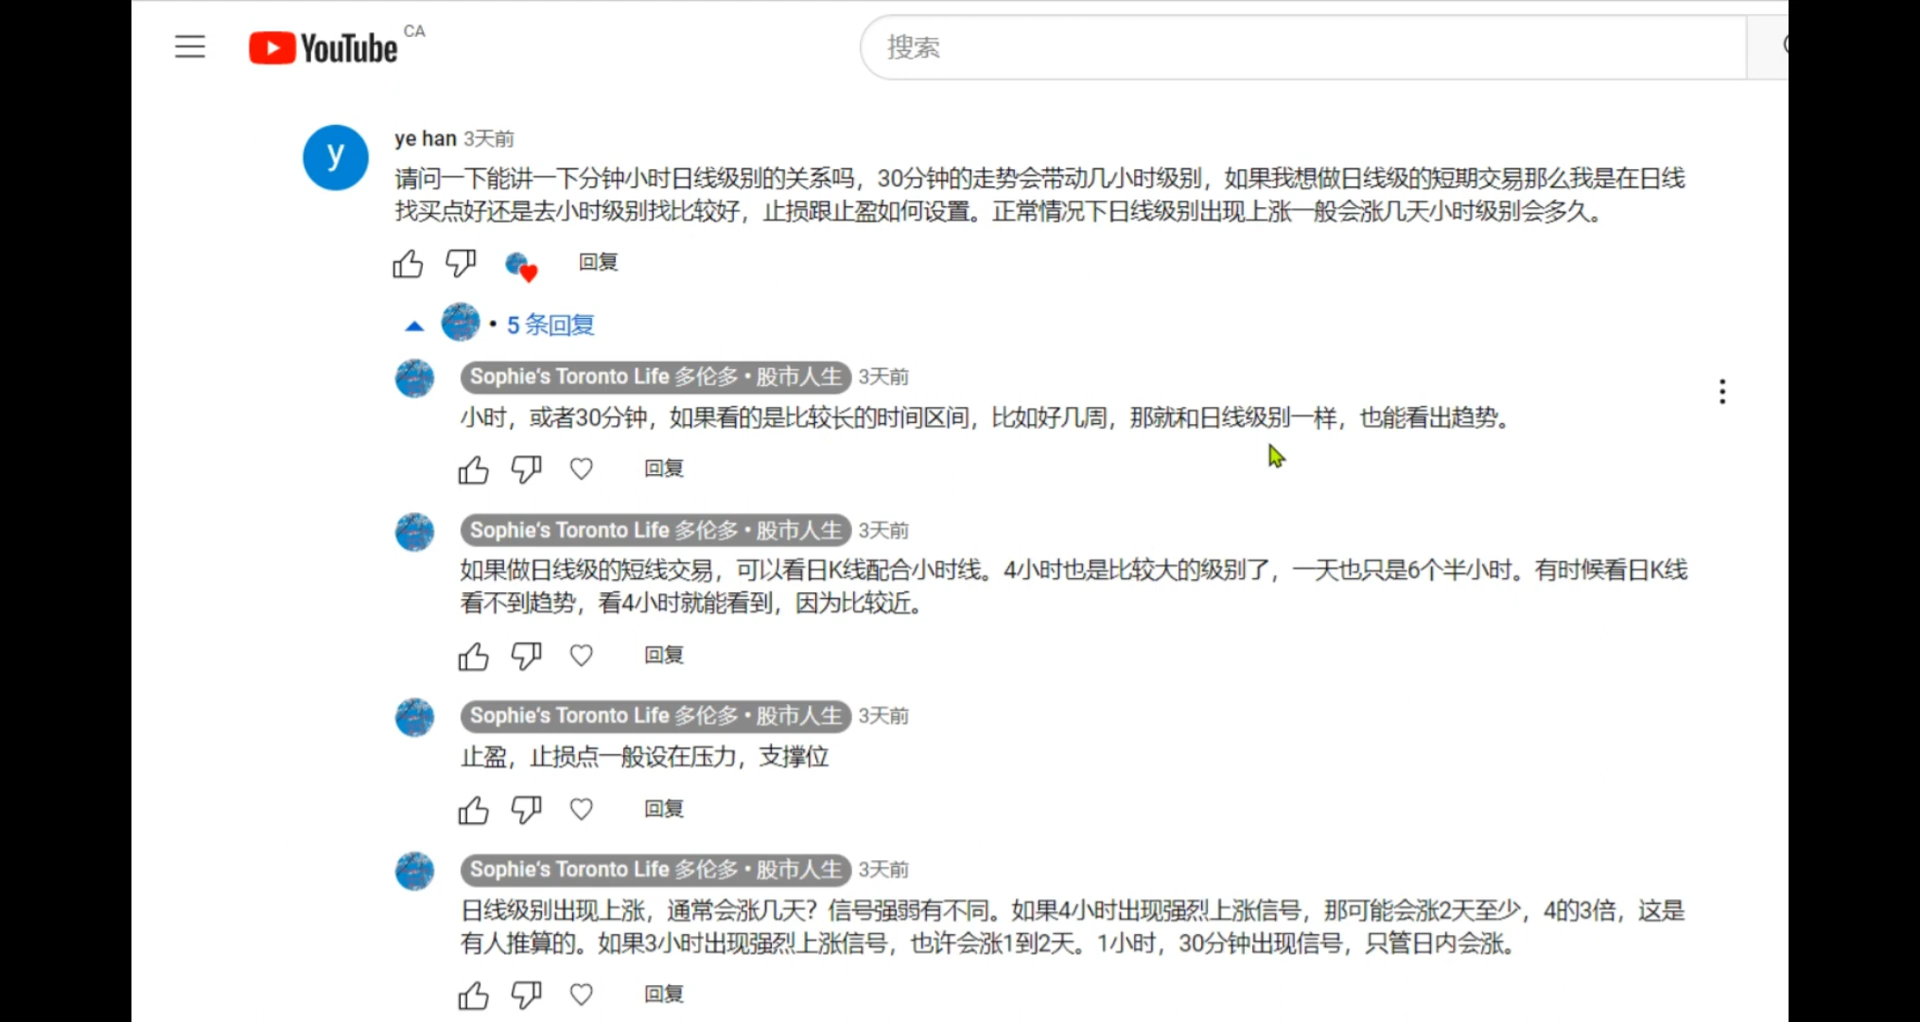 YouTube CA
搜索
ye han 3天前
请问一下能讲一下分钟小时日线级别的关系吗，30分钟的走势会带动几小时级别，如果我想做日线级的短期交易那么我是在日线
找买点好还是去小时级别找比较好，止损跟止盈如何设置。正常情况下日线级别出现上涨一般会涨几天小时级别会多久。
回复
• 5 条回复
Sophie's Toronto Life 多伦多 • 股市人生 3天前
小时，或者30分钟，如果看的是比较长的时间区间，比如好几周，那就和日线级别一样，也能看出趋势。
回复
Sophie's Toronto Life 多伦多 • 股市人生 3天前
如果做日线级的短线交易，可以看日K线配合小时线。4小时也是比较大的级别了，一天也只是6个半小时。有时候看日K线
看不到趋势，看4小时就能看到，因为比较近。
回复
Sophie's Toronto Life 多伦多 • 股市人生 3天前
止盈，止损点一般设在压力，支撑位
回复
Sophie's Toronto Life 多伦多 • 股市人生 3天前
日线级别出现上涨，通常会涨几天？信号强弱有不同。如果4小时出现强烈上涨信号，那可能会涨2天至少，4的3倍，这是
有人推算的。如果3小时出现强烈上涨信号，也许会涨1到2天。1小时，30分钟出现信号，只管日内会涨。
回复
y